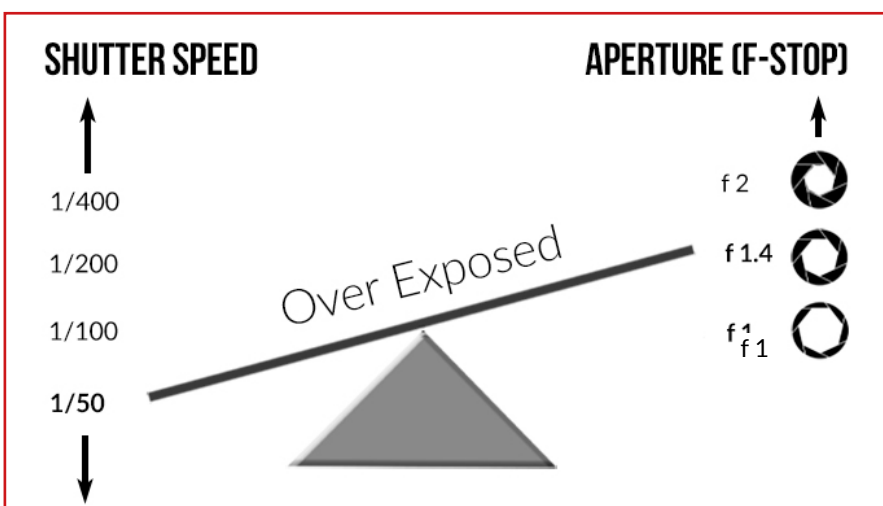 SHUTTER SPEED
APERTURE (F-STOP)
1/400
1/200
1/100
1/50
Over Exposed
f 2
f 1.4
f 1